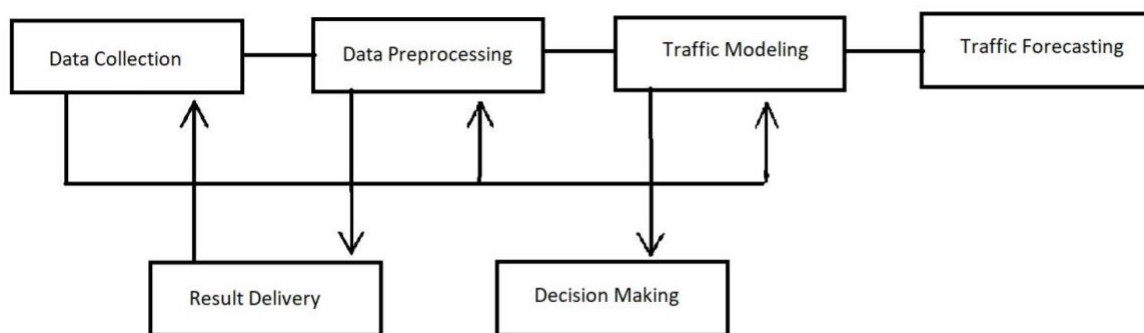 Data Collection
Data Preprocessing
Traffic Modeling
Traffic Forecasting
Result Delivery
Decision Making